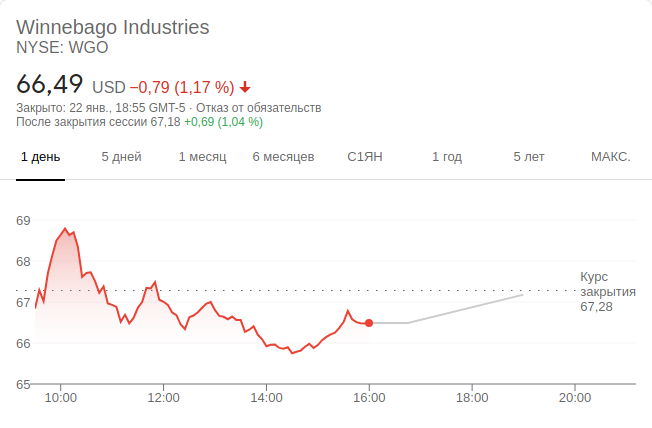 Winnebago Industries
NYSE: WGO
66,49 USD −0,79 (1,17 %)
Закрыто: 22 янв., 18:55 GMT-5 · Отказ от обязательств
После закрытия сессии 67,18 +0,69 (1,04 %)
1 день 5 дней 1 месяц 6 месяцев С1ЯН 1 год 5 лет МАКС.
69
68
67
66
65
Курс
закрытия
67,28
10:00 12:00 14:00 16:00 18:00 20:00